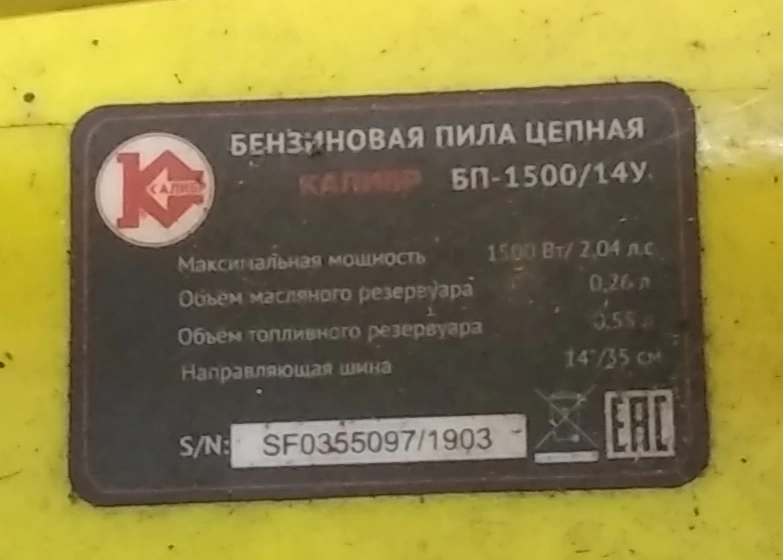 БЕНЗИНОВАЯ ПИЛА ЦЕПНАЯ
КАЛИБР
КАЛИБР БП-1500/14У
Максимальная мощность 1500 Вт/ 2,04 л.с
Объем масляного резервуара 0,26 л
Объем топливного резервуара 0,55 л
Направляющая шина 14"/35 см
S/N: SF0355097/1903
EAC